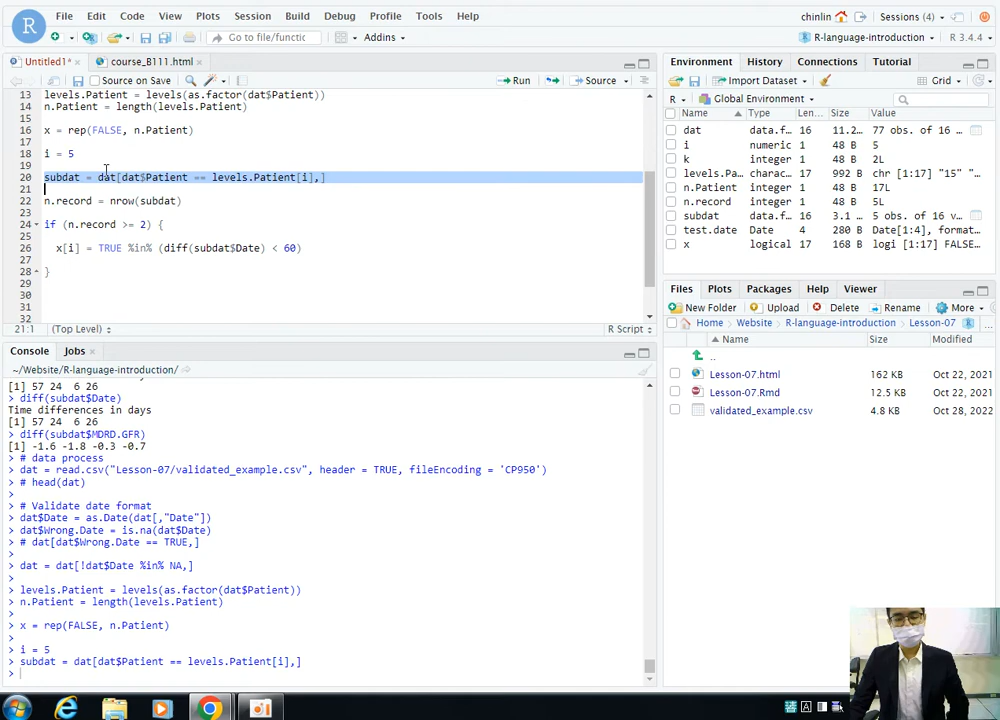 File Edit Code View Plots Session Build Debug Profile Tools Help
chinlin Sessions (4)
Go to file/functic Addins
R-language-introduction R 3.4.4
Untitled1* course_B111.html
Source on Save Run Source
13 levels.Patient = levels(as.factor(dat$Patient))
14 n.Patient = length(levels.Patient)
15
16 x = rep(FALSE, n.Patient)
17
18 i = 5
19
20 subdat = dat[dat$Patient == levels.Patient[i],]
21
22 n.record = nrow(subdat)
23
24 if (n.record >= 2) {
25
26 x[i] = TRUE %in% (diff(subdat$Date) < 60)
27
28 }
29
30
31
32
21:1 (Top Level) R Script
Console Jobs
~/Website/R-language-introduction/
[1] 57 24 6 26
> diff(subdat$Date)
Time differences in days
[1] 57 24 6 26
> diff(subdat$MDRD.GFR)
[1] -1.6 -1.8 -0.3 -0.7
> # data process
> dat = read.csv("Lesson-07/validated_example.csv", header = TRUE, fileEncoding = 'CP950')
> # head(dat)
>
> # Validate date format
> dat$Date = as.Date(dat[,"Date"])
> dat$Wrong.Date = is.na(dat$Date)
> # dat[dat$Wrong.Date == TRUE,]
>
> dat = dat[!dat$Date %in% NA,]
>
> levels.Patient = levels(as.factor(dat$Patient))
> n.Patient = length(levels.Patient)
>
> x = rep(FALSE, n.Patient)
>
> i = 5
> subdat = dat[dat$Patient == levels.Patient[i],]
>
Environment History Connections Tutorial
Import Dataset Grid
R Global Environment
Name Type Len... Size Value
dat data.f... 16 11.2... 77 obs. of 16 ...
i numeric 1 48 B 5
k integer 1 48 B 2L
levels.Pa... charac... 17 992 B chr [1:17] "15" "...
n.Patient integer 1 48 B 17L
n.record integer 1 48 B 5L
subdat data.f... 16 3.1 ... 5 obs. of 16 v...
test.date Date 4 280 B Date[1:4], format...
x logical 17 168 B logi [1:17] FALSE...
Files Plots Packages Help Viewer
New Folder Upload Delete Rename More
Home Website R-language-introduction Lesson-07 ...
Name Size Modified
..
Lesson-07.html 162 KB Oct 22, 2021
Lesson-07.Rmd 12.5 KB Oct 22, 2021
validated_example.csv 4.8 KB Oct 28, 2022